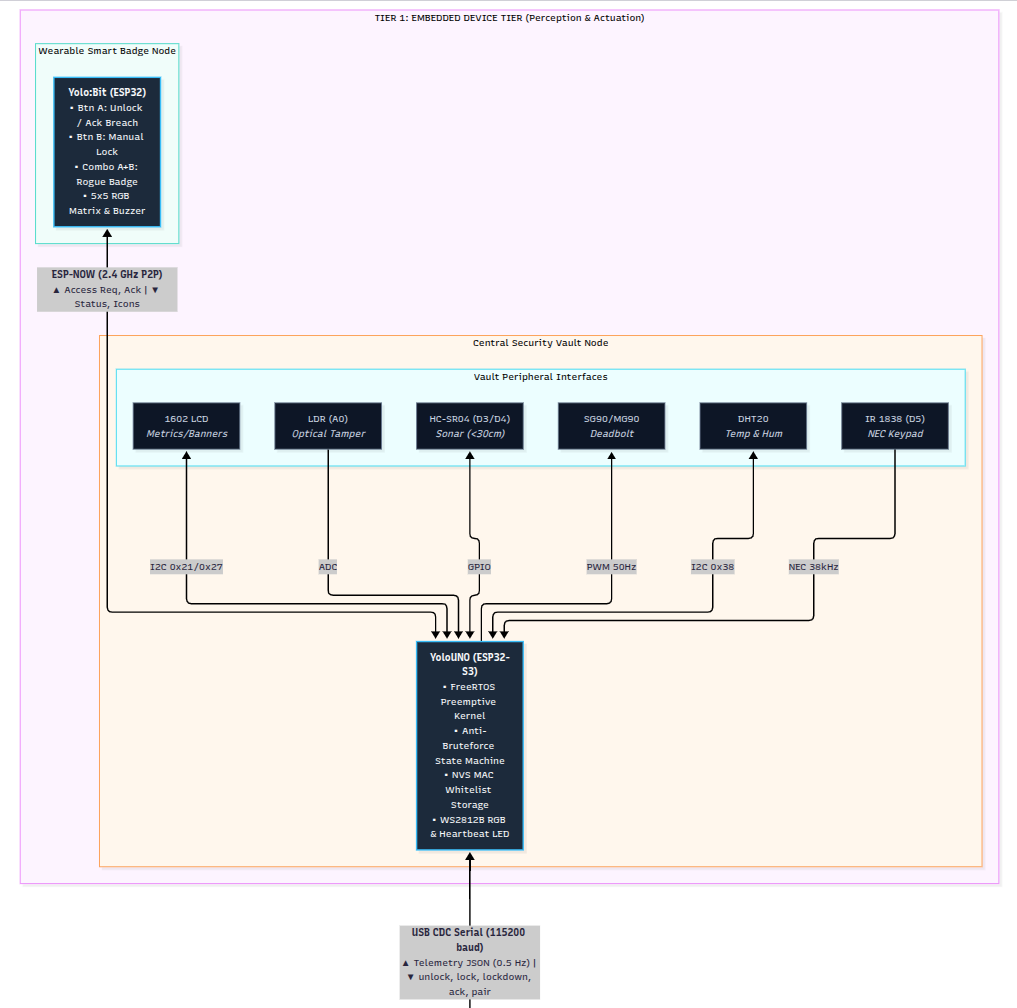 TIER 1: EMBEDDED DEVICE TIER (Perception & Actuation)
Wearable Smart Badge Node
Yolo:Bit (ESP32)
• Btn A: Unlock
/ Ack Breach
• Btn B: Manual
Lock
• Combo A+B:
Rogue Badge
• 5x5 RGB
Matrix & Buzzer
ESP-NOW (2.4 GHz P2P)
▲ Access Req, Ack | ▼
Status, Icons
Central Security Vault Node
Vault Peripheral Interfaces
1602 LCD
Metrics/Banners
LDR (A0)
Optical Tamper
HC-SR04 (D3/D4)
Sonar (<30cm)
SG90/MG90
Deadbolt
DHT20
Temp & Hum
IR 1838 (D5)
NEC Keypad
I2C 0x21/0x27
ADC
GPIO
PWM 50Hz
I2C 0x38
NEC 38kHz
YoloUNO (ESP32-
S3)
• FreeRTOS
Preemptive
Kernel
• Anti-
Bruteforce
State Machine
• NVS MAC
Whitelist
Storage
• WS2812B RGB
& Heartbeat LED
USB CDC Serial (115200
baud)
▲ Telemetry JSON (0.5 Hz) |
▼ unlock, lock, lockdown,
ack, pair